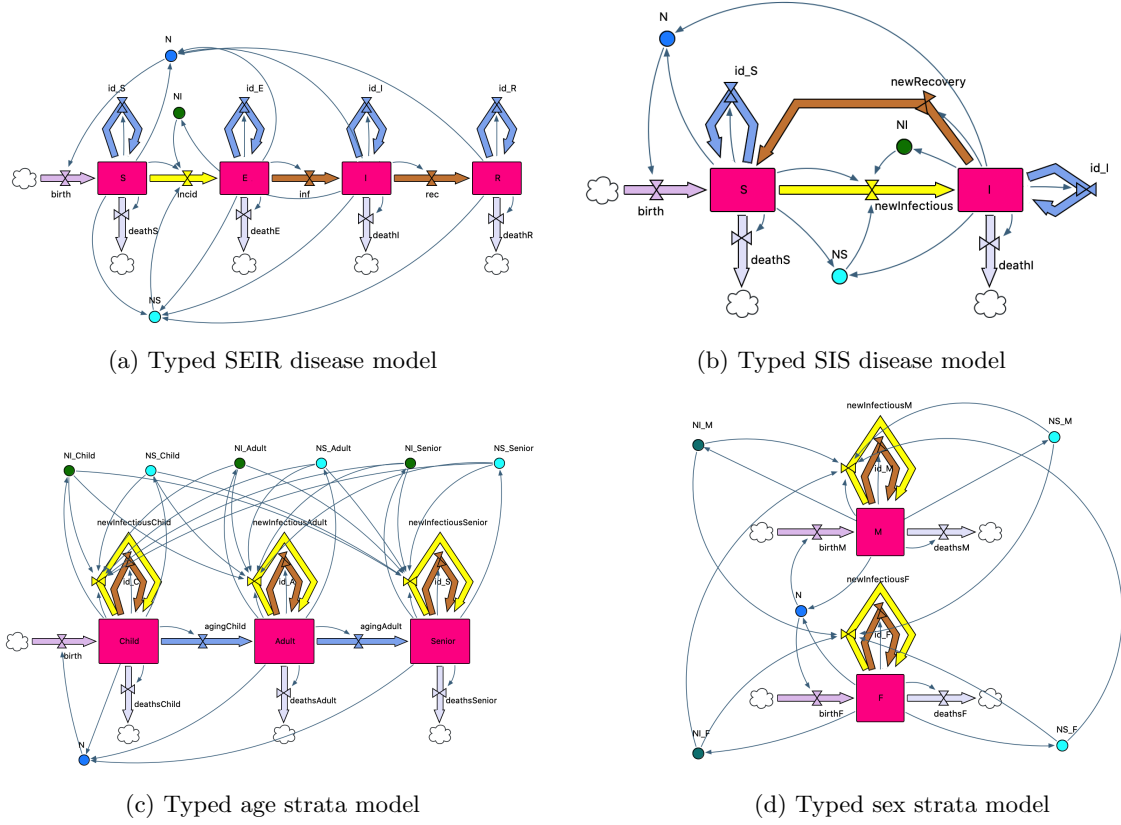 N
id_S
id_E
id_I
id_R
NI
S
E
I
R
birth
incid
inf
rec
deathS
deathE
deathI
deathR
NS
(a) Typed SEIR disease model
N
id_S
newRecovery
NI
id_I
S
I
birth
newInfectious
deathS
NS
deathI
(b) Typed SIS disease model
NI_Child
NS_Child
NI_Adult
NS_Adult
NI_Senior
NS_Senior
newInfectiousChild
newInfectiousAdult
newInfectiousSenior
id_C
id_A
id_S
Child
agingChild
Adult
agingAdult
Senior
birth
deathsChild
deathsAdult
deathsSenior
N
(c) Typed age strata model
newInfectiousM
NI_M
NS_M
id_M
M
birthM
deathsM
newInfectiousF
N
id_F
F
birthF
deathsF
NI_F
NS_F
(d) Typed sex strata model